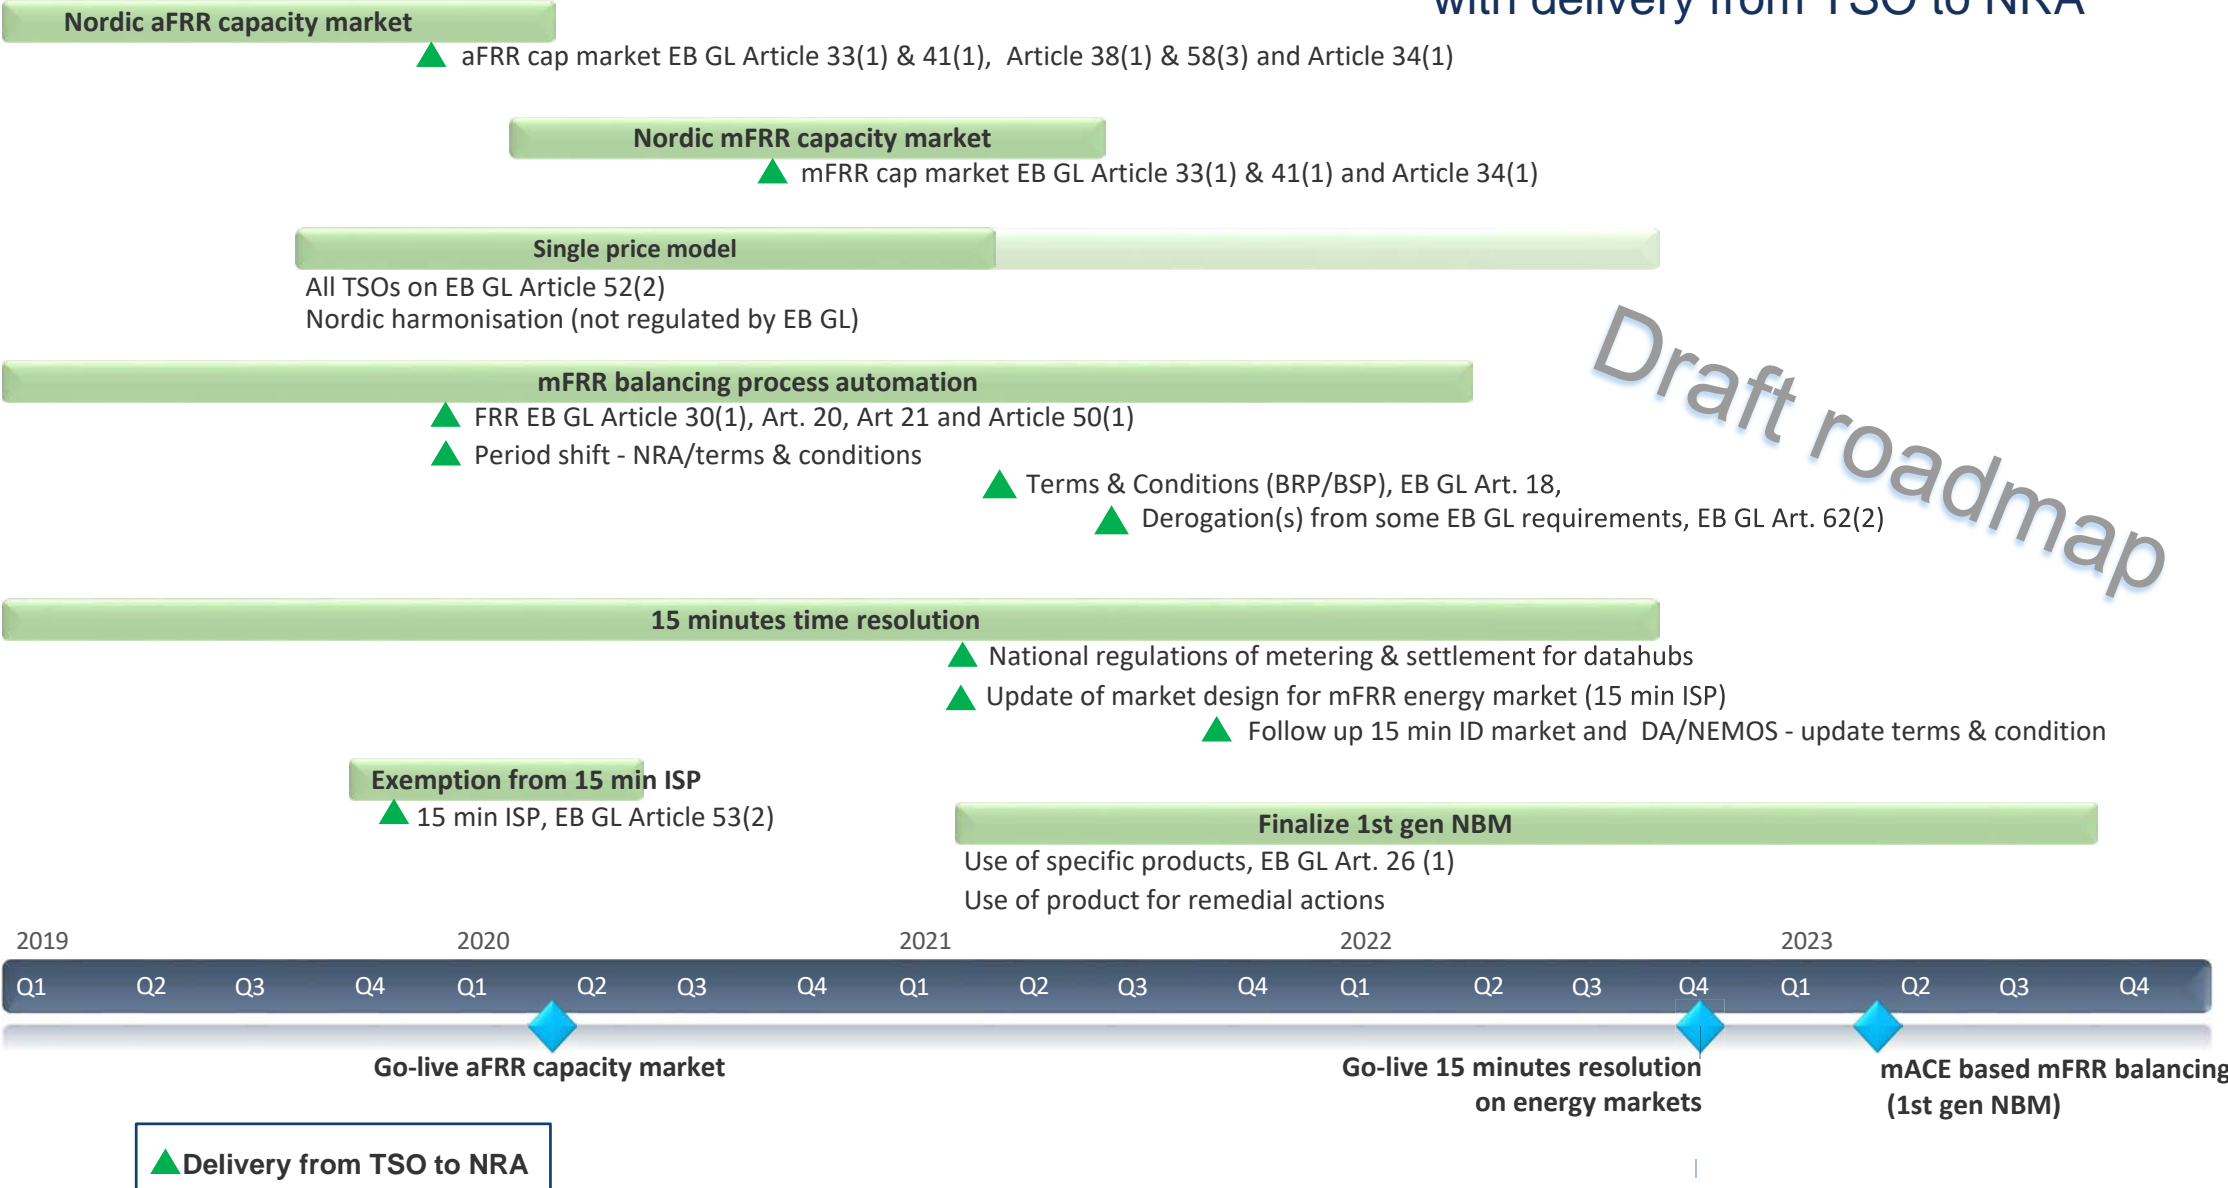 with delivery from TSO to NRA
Nordic aFRR capacity market
aFRR cap market EB GL Article 33(1) & 41(1), Article 38(1) & 58(3) and Article 34(1)
Nordic mFRR capacity market
mFRR cap market EB GL Article 33(1) & 41(1) and Article 34(1)
Single price model
All TSOs on EB GL Article 52(2)
Nordic harmonisation (not regulated by EB GL)
Draft roadmap
mFRR balancing process automation
FRR EB GL Article 30(1), Art. 20, Art 21 and Article 50(1)
Period shift - NRA/terms & conditions
Terms & Conditions (BRP/BSP), EB GL Art. 18,
Derogation(s) from some EB GL requirements, EB GL Art. 62(2)
15 minutes time resolution
National regulations of metering & settlement for datahubs
Update of market design for mFRR energy market (15 min ISP)
Follow up 15 min ID market and DA/NEMOS - update terms & condition
Exemption from 15 min ISP
15 min ISP, EB GL Article 53(2)
Finalize 1st gen NBM
Use of specific products, EB GL Art. 26 (1)
Use of product for remedial actions
2019 2020 2021 2022 2023
Q1 Q2 Q3 Q4 Q1 Q2 Q3 Q4 Q1 Q2 Q3 Q4 Q1 Q2 Q3 Q4 Q1 Q2 Q3 Q4
Go-live aFRR capacity market
Go-live 15 minutes resolution
on energy markets
mACE based mFRR balancing
(1st gen NBM)
Delivery from TSO to NRA